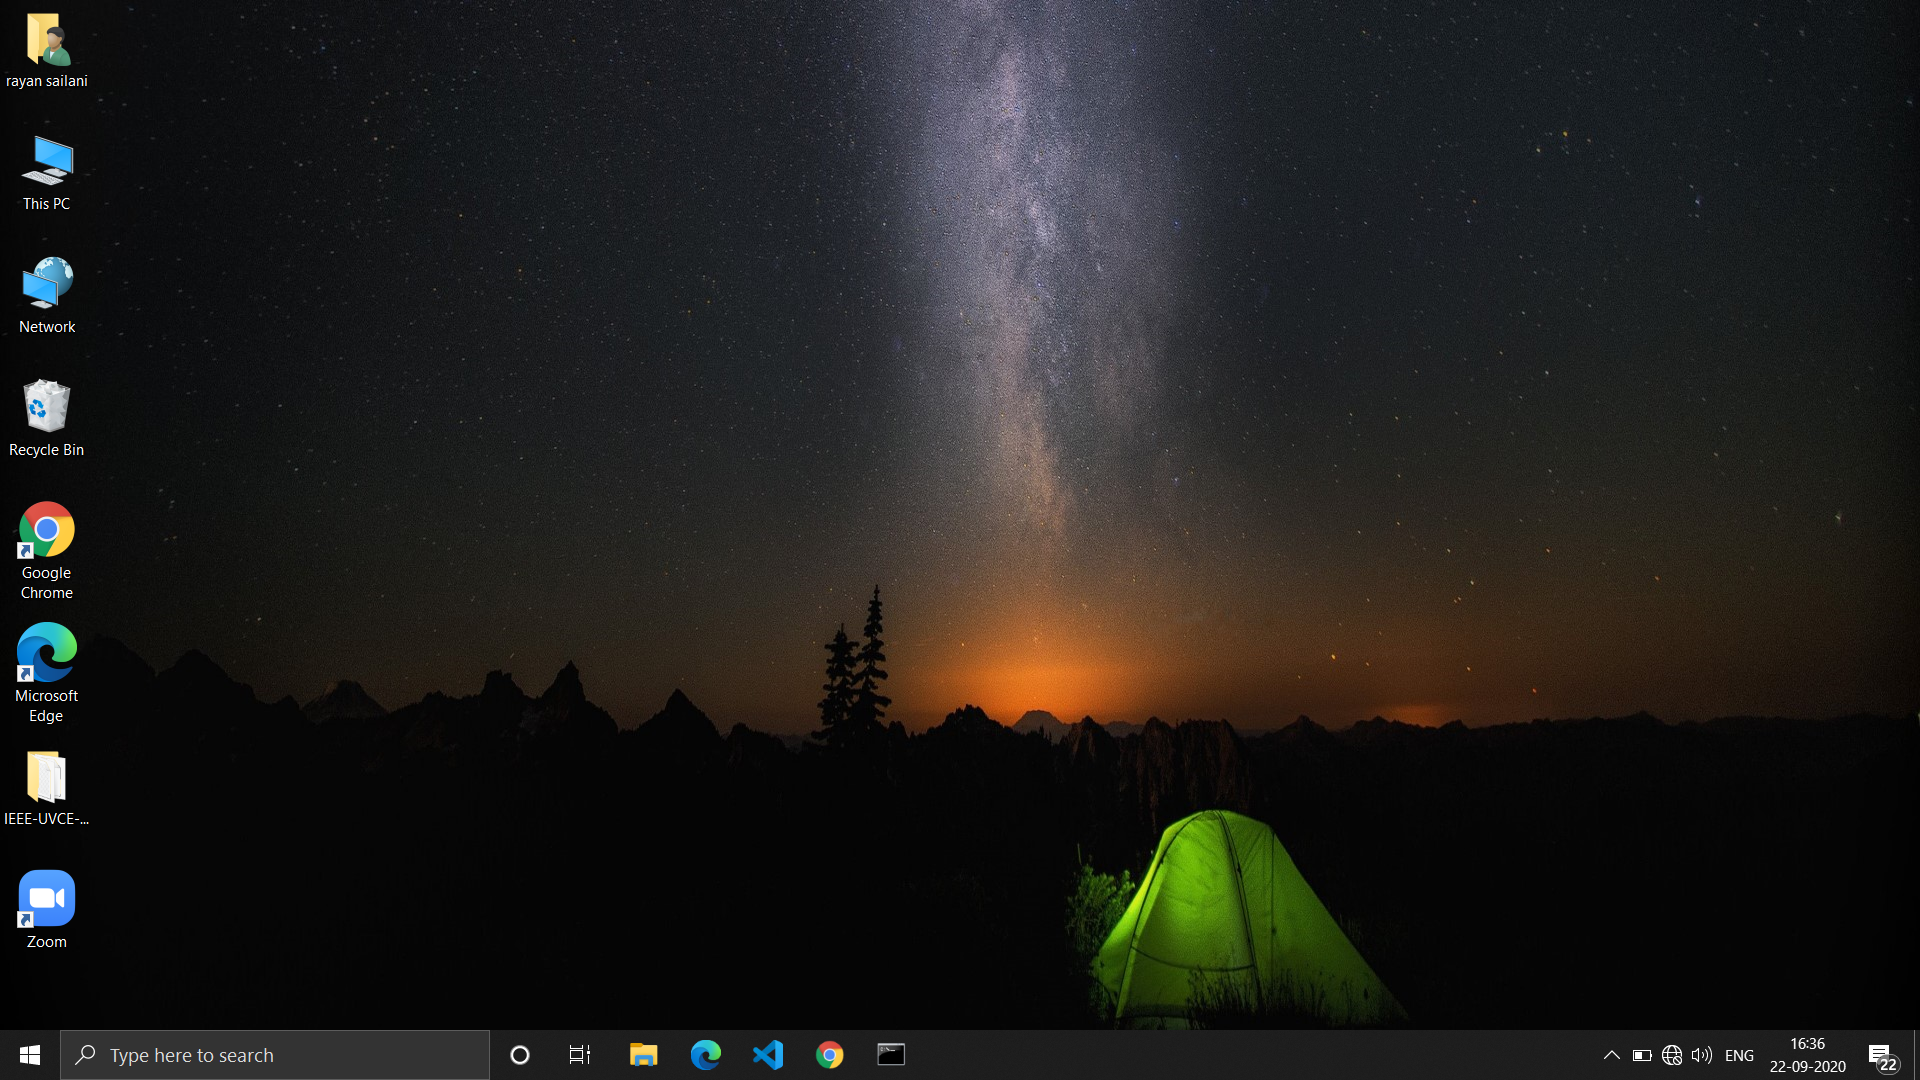 rayan sailani
This PC
Network
Recycle Bin
Google
Chrome
Microsoft
Edge
IEEE-UVCE-...
Zoom
Type here to search
ENG
16:36
22-09-2020
22